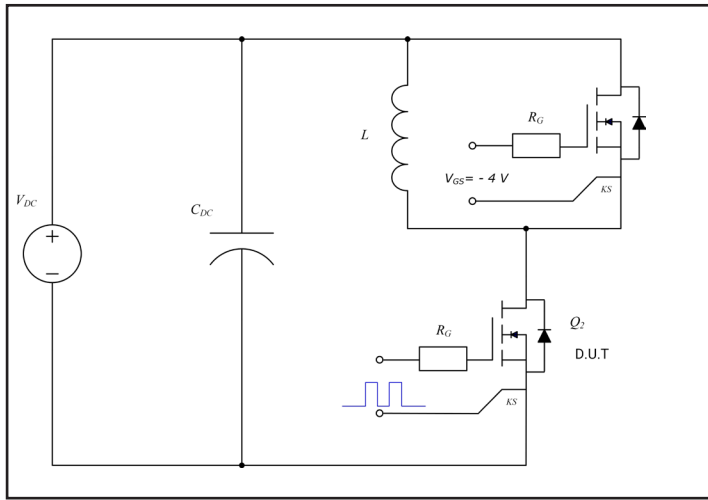 R_G
L
V_GS= - 4 V
KS
V_DC
C_DC
+
−
R_G
Q_2
D.U.T
KS